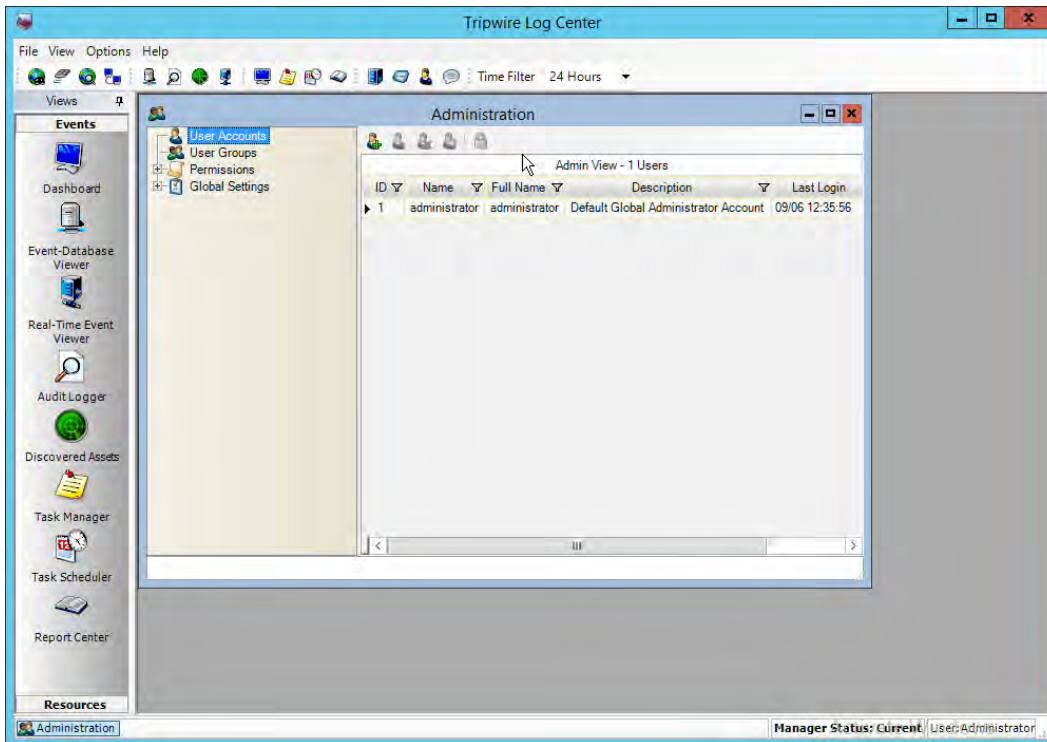 Tripwire Log Center
File View Options Help
Time Filter 24 Hours
Views
Events
Dashboard
Event-Database
Viewer
Real-Time Event
Viewer
Audit Logger
Discovered Assets
Task Manager
Task Scheduler
Report Center
Resources
Administration
User Accounts
User Groups
Permissions
Global Settings
Admin View - 1 Users
ID Name Full Name Description Last Login
1 administrator administrator Default Global Administrator Account 09/06 12:35:56
Administration
Manager Status: Current User: Administrator